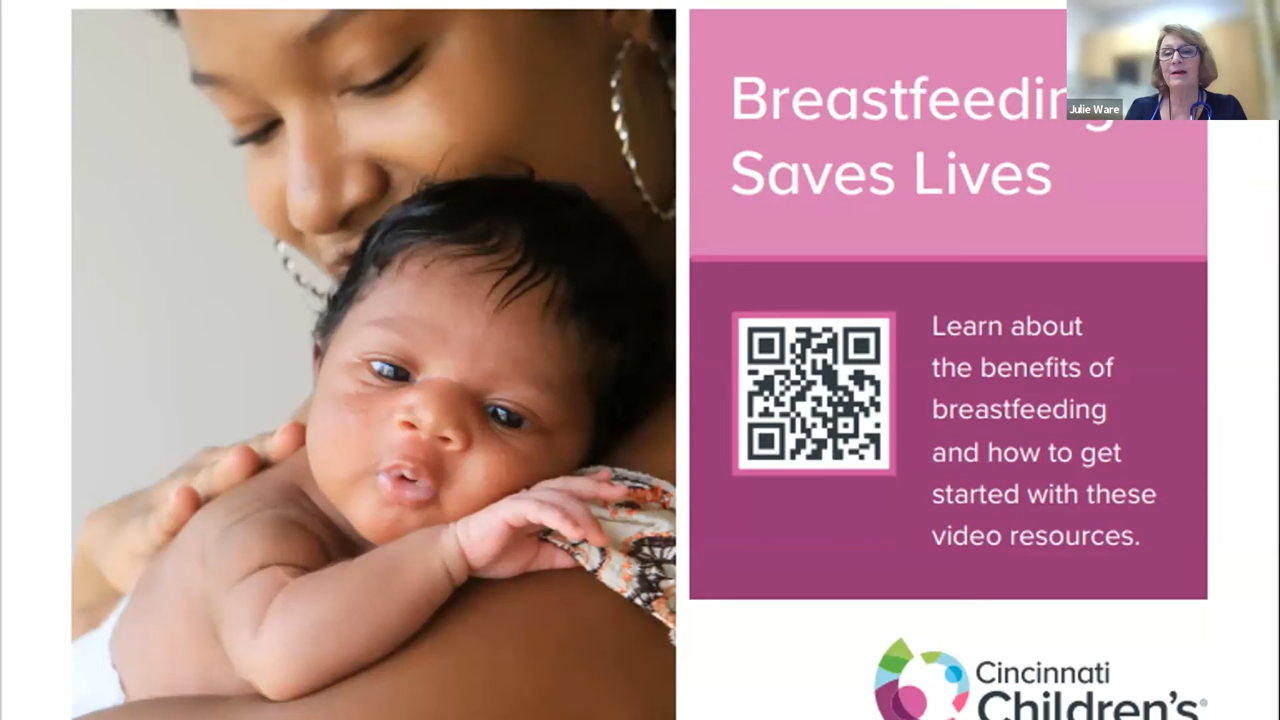 Breastfeeding
Saves Lives
Julie Ware
Learn about
the benefits of
breastfeeding
and how to get
started with these
video resources.
Cincinnati
Children's®